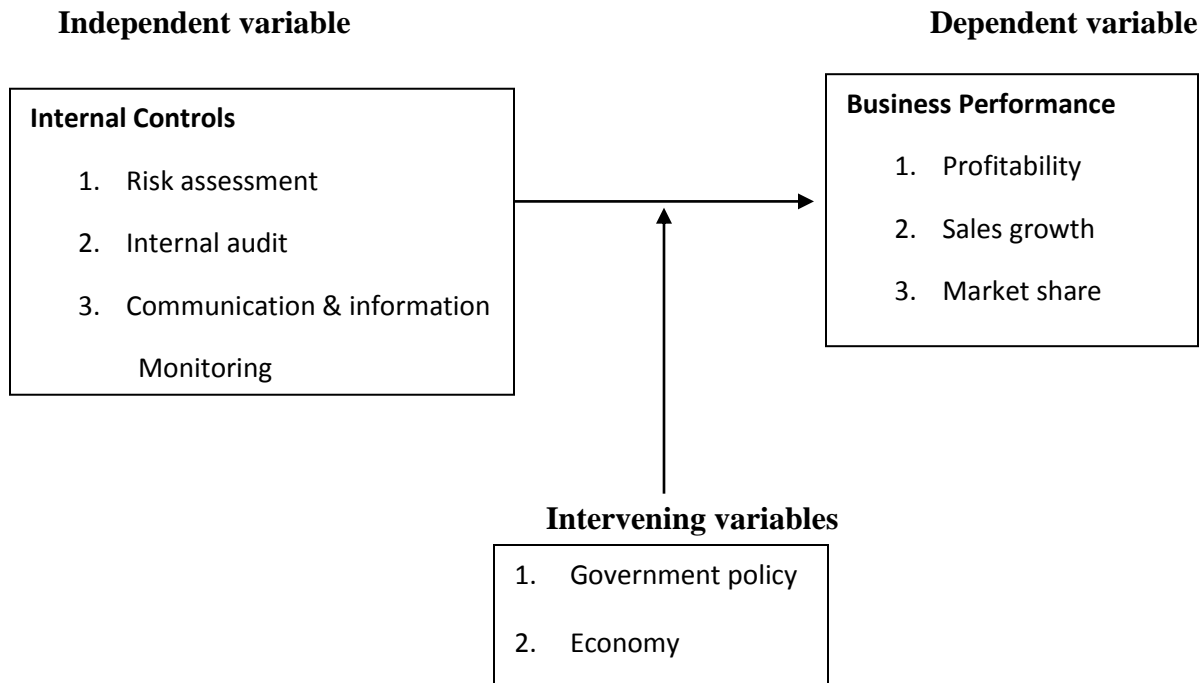 Independent variable
Dependent variable
Internal Controls
1. Risk assessment
2. Internal audit
3. Communication & information
Monitoring
Business Performance
1. Profitability
2. Sales growth
3. Market share
Intervening variables
1. Government policy
2. Economy